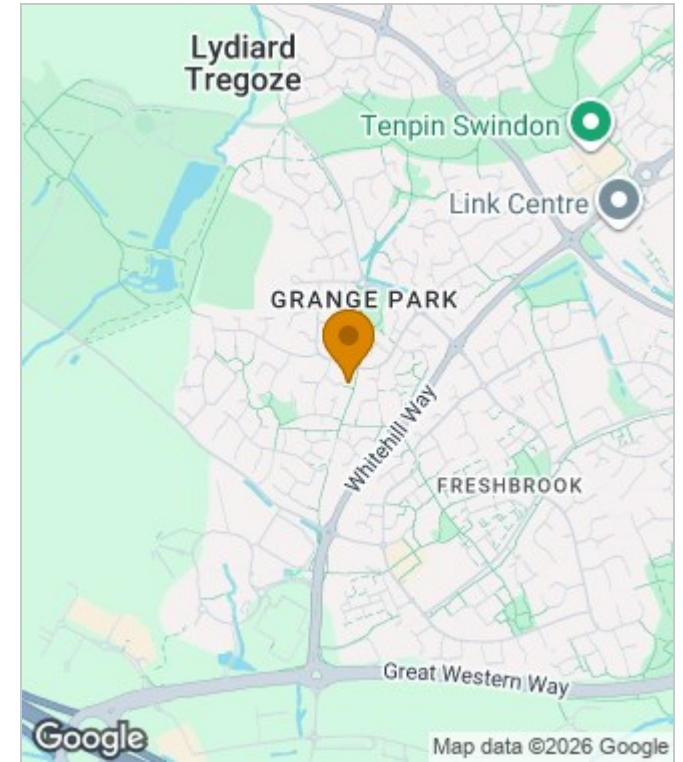 Lydiard
Tregoze
Tenpin Swindon
Link Centre
GRANGE PARK
Whitehill Way
FRESHBROOK
Great Western Way
Google
Map data ©2026 Google